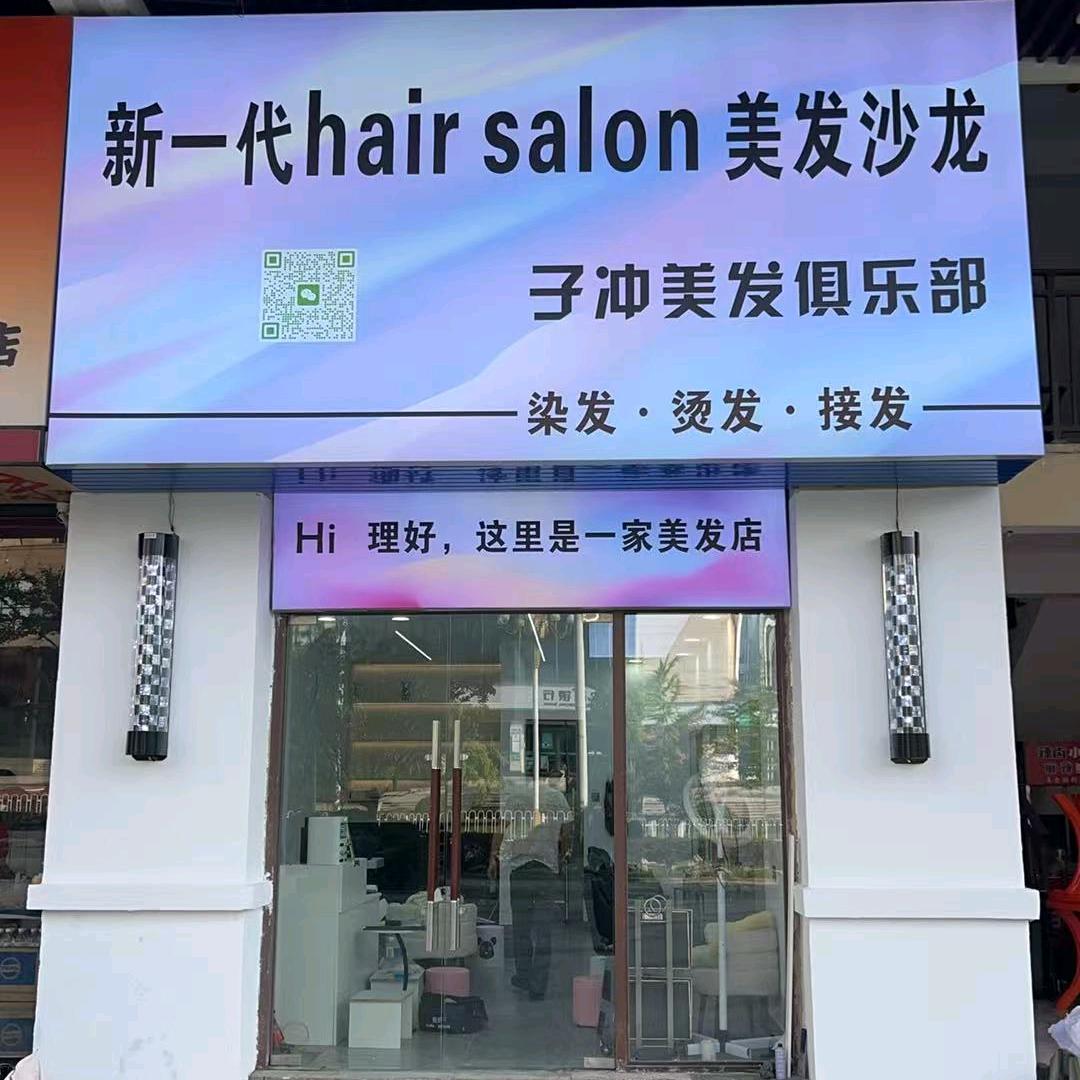 新一代hair salon 美发沙龙
子冲美发俱乐部
染发·烫发·接发
Hi 理好，这里是一家美发店
店